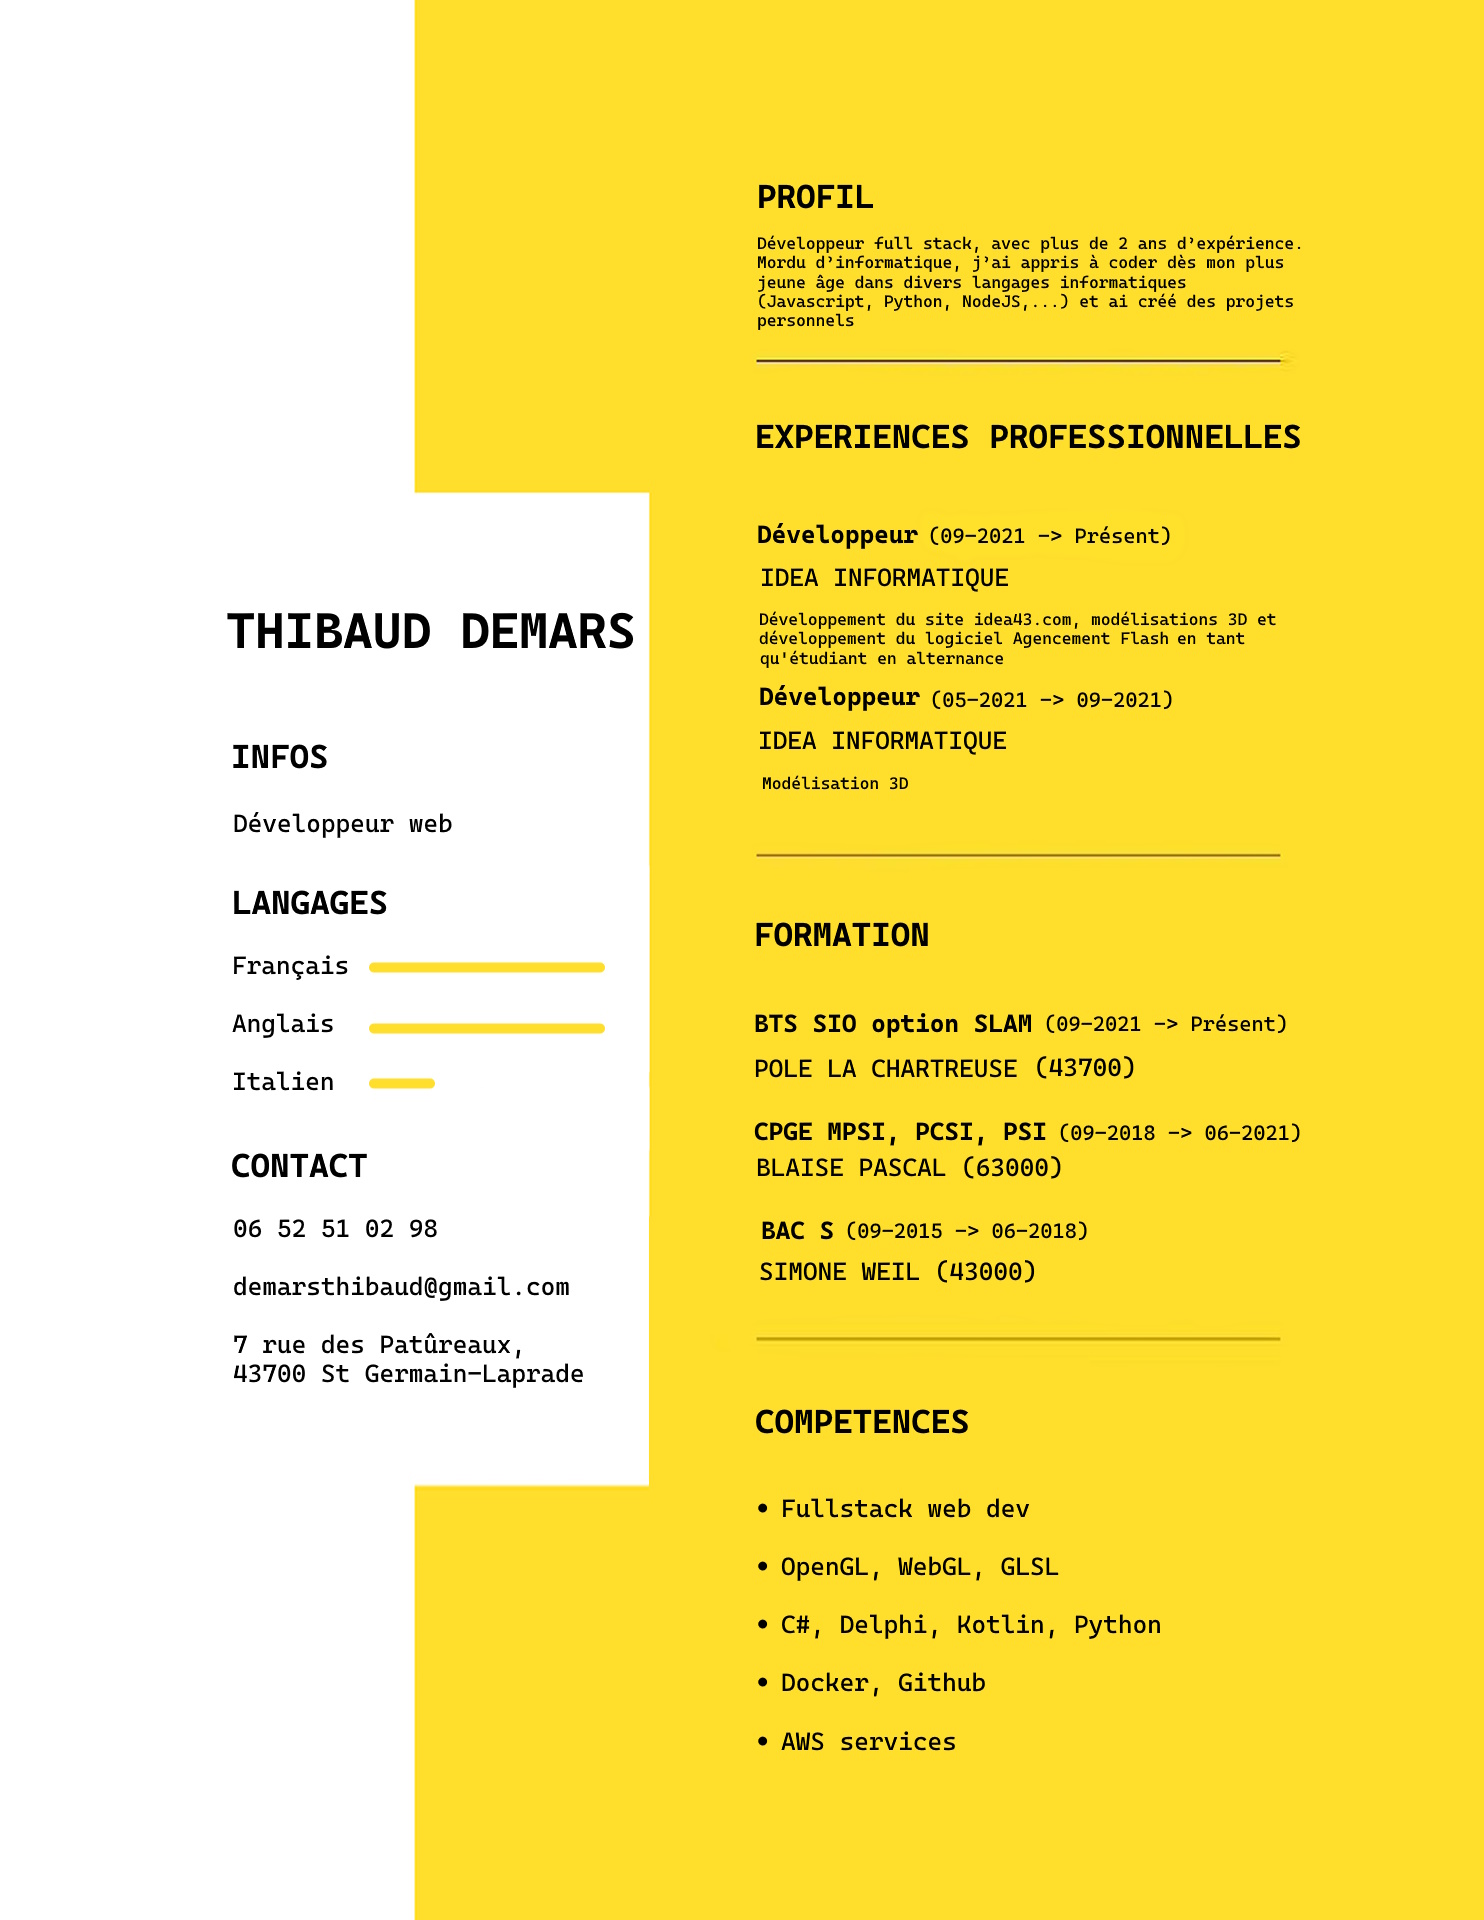 THIBAUD DEMARS
INFOS
Développeur web
LANGAGES
Français
Anglais
Italien
CONTACT
06 52 51 02 98
demarsthibaud@gmail.com
7 rue des Patûreaux,
43700 St Germain-Laprade
PROFIL
Développeur full stack, avec plus de 2 ans d’expérience.
Mordu d’informatique, j’ai appris à coder dès mon plus
jeune âge dans divers langages informatiques
(Javascript, Python, NodeJS,...) et ai créé des projets
personnels
EXPERIENCES PROFESSIONNELLES
Développeur (09-2021 -> Présent)
IDEA INFORMATIQUE
Développement du site idea43.com, modélisations 3D et
développement du logiciel Agencement Flash en tant
qu'étudiant en alternance
Développeur (05-2021 -> 09-2021)
IDEA INFORMATIQUE
Modélisation 3D
FORMATION
BTS SIO option SLAM (09-2021 -> Présent)
POLE LA CHARTREUSE (43700)
CPGE MPSI, PCSI, PSI (09-2018 -> 06-2021)
BLAISE PASCAL (63000)
BAC S (09-2015 -> 06-2018)
SIMONE WEIL (43000)
COMPETENCES
• Fullstack web dev
• OpenGL, WebGL, GLSL
• C#, Delphi, Kotlin, Python
• Docker, Github
• AWS services